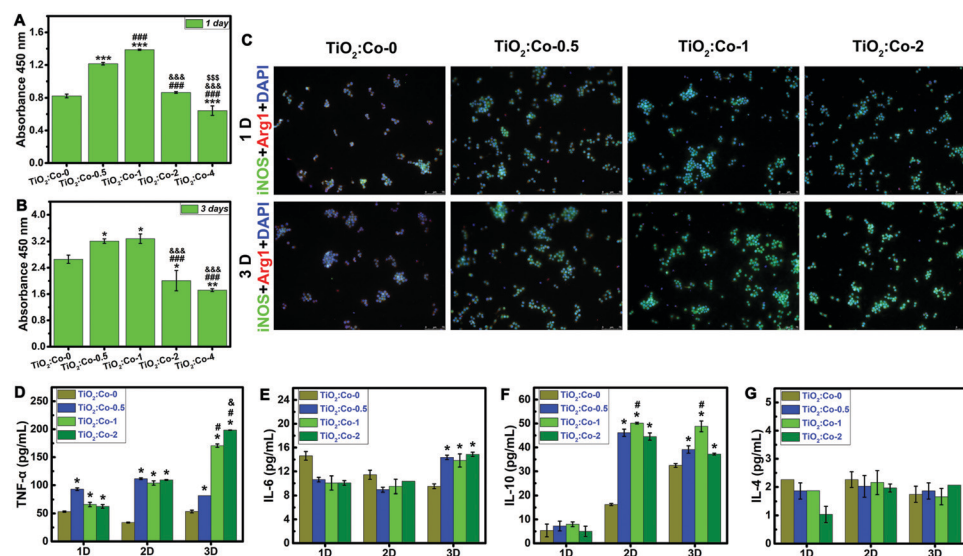 A
1 day
Absorbance 450 nm
1.8
1.2
0.6
0.0
***
###
***
&&&
###
$$$
&&&
###
***
TiO2:Co-0
TiO2:Co-0.5
TiO2:Co-1
TiO2:Co-2
TiO2:Co-4
B
3 days
Absorbance 450 nm
4.0
3.2
2.4
1.6
0.8
*
*
&&&
###
*
&&&
###
**
TiO2:Co-0
TiO2:Co-0.5
TiO2:Co-1
TiO2:Co-2
TiO2:Co-4
C
TiO2:Co-0 TiO2:Co-0.5 TiO2:Co-1 TiO2:Co-2
1 D
iNOS+Arg1+DAPI
3 D
iNOS+Arg1+DAPI
D
TiO2:Co-0
TiO2:Co-0.5
TiO2:Co-1
TiO2:Co-2
TNF-α (pg/mL)
250
200
150
100
50
0
* * *
* * *
*
#
*
&
#
*
1D 2D 3D
E
TiO2:Co-0
TiO2:Co-0.5
TiO2:Co-1
TiO2:Co-2
IL-6 (pg/mL)
24
20
16
12
8
4
0
* * *
1D 2D 3D
F
TiO2:Co-0
TiO2:Co-0.5
TiO2:Co-1
TiO2:Co-2
IL-10 (pg/mL)
60
50
40
30
20
10
0
*
#
*
*
*
#
*
*
1D 2D 3D
G
TiO2:Co-0
TiO2:Co-0.5
TiO2:Co-1
TiO2:Co-2
IL-4 (pg/mL)
5
4
3
2
1
0
1D 2D 3D